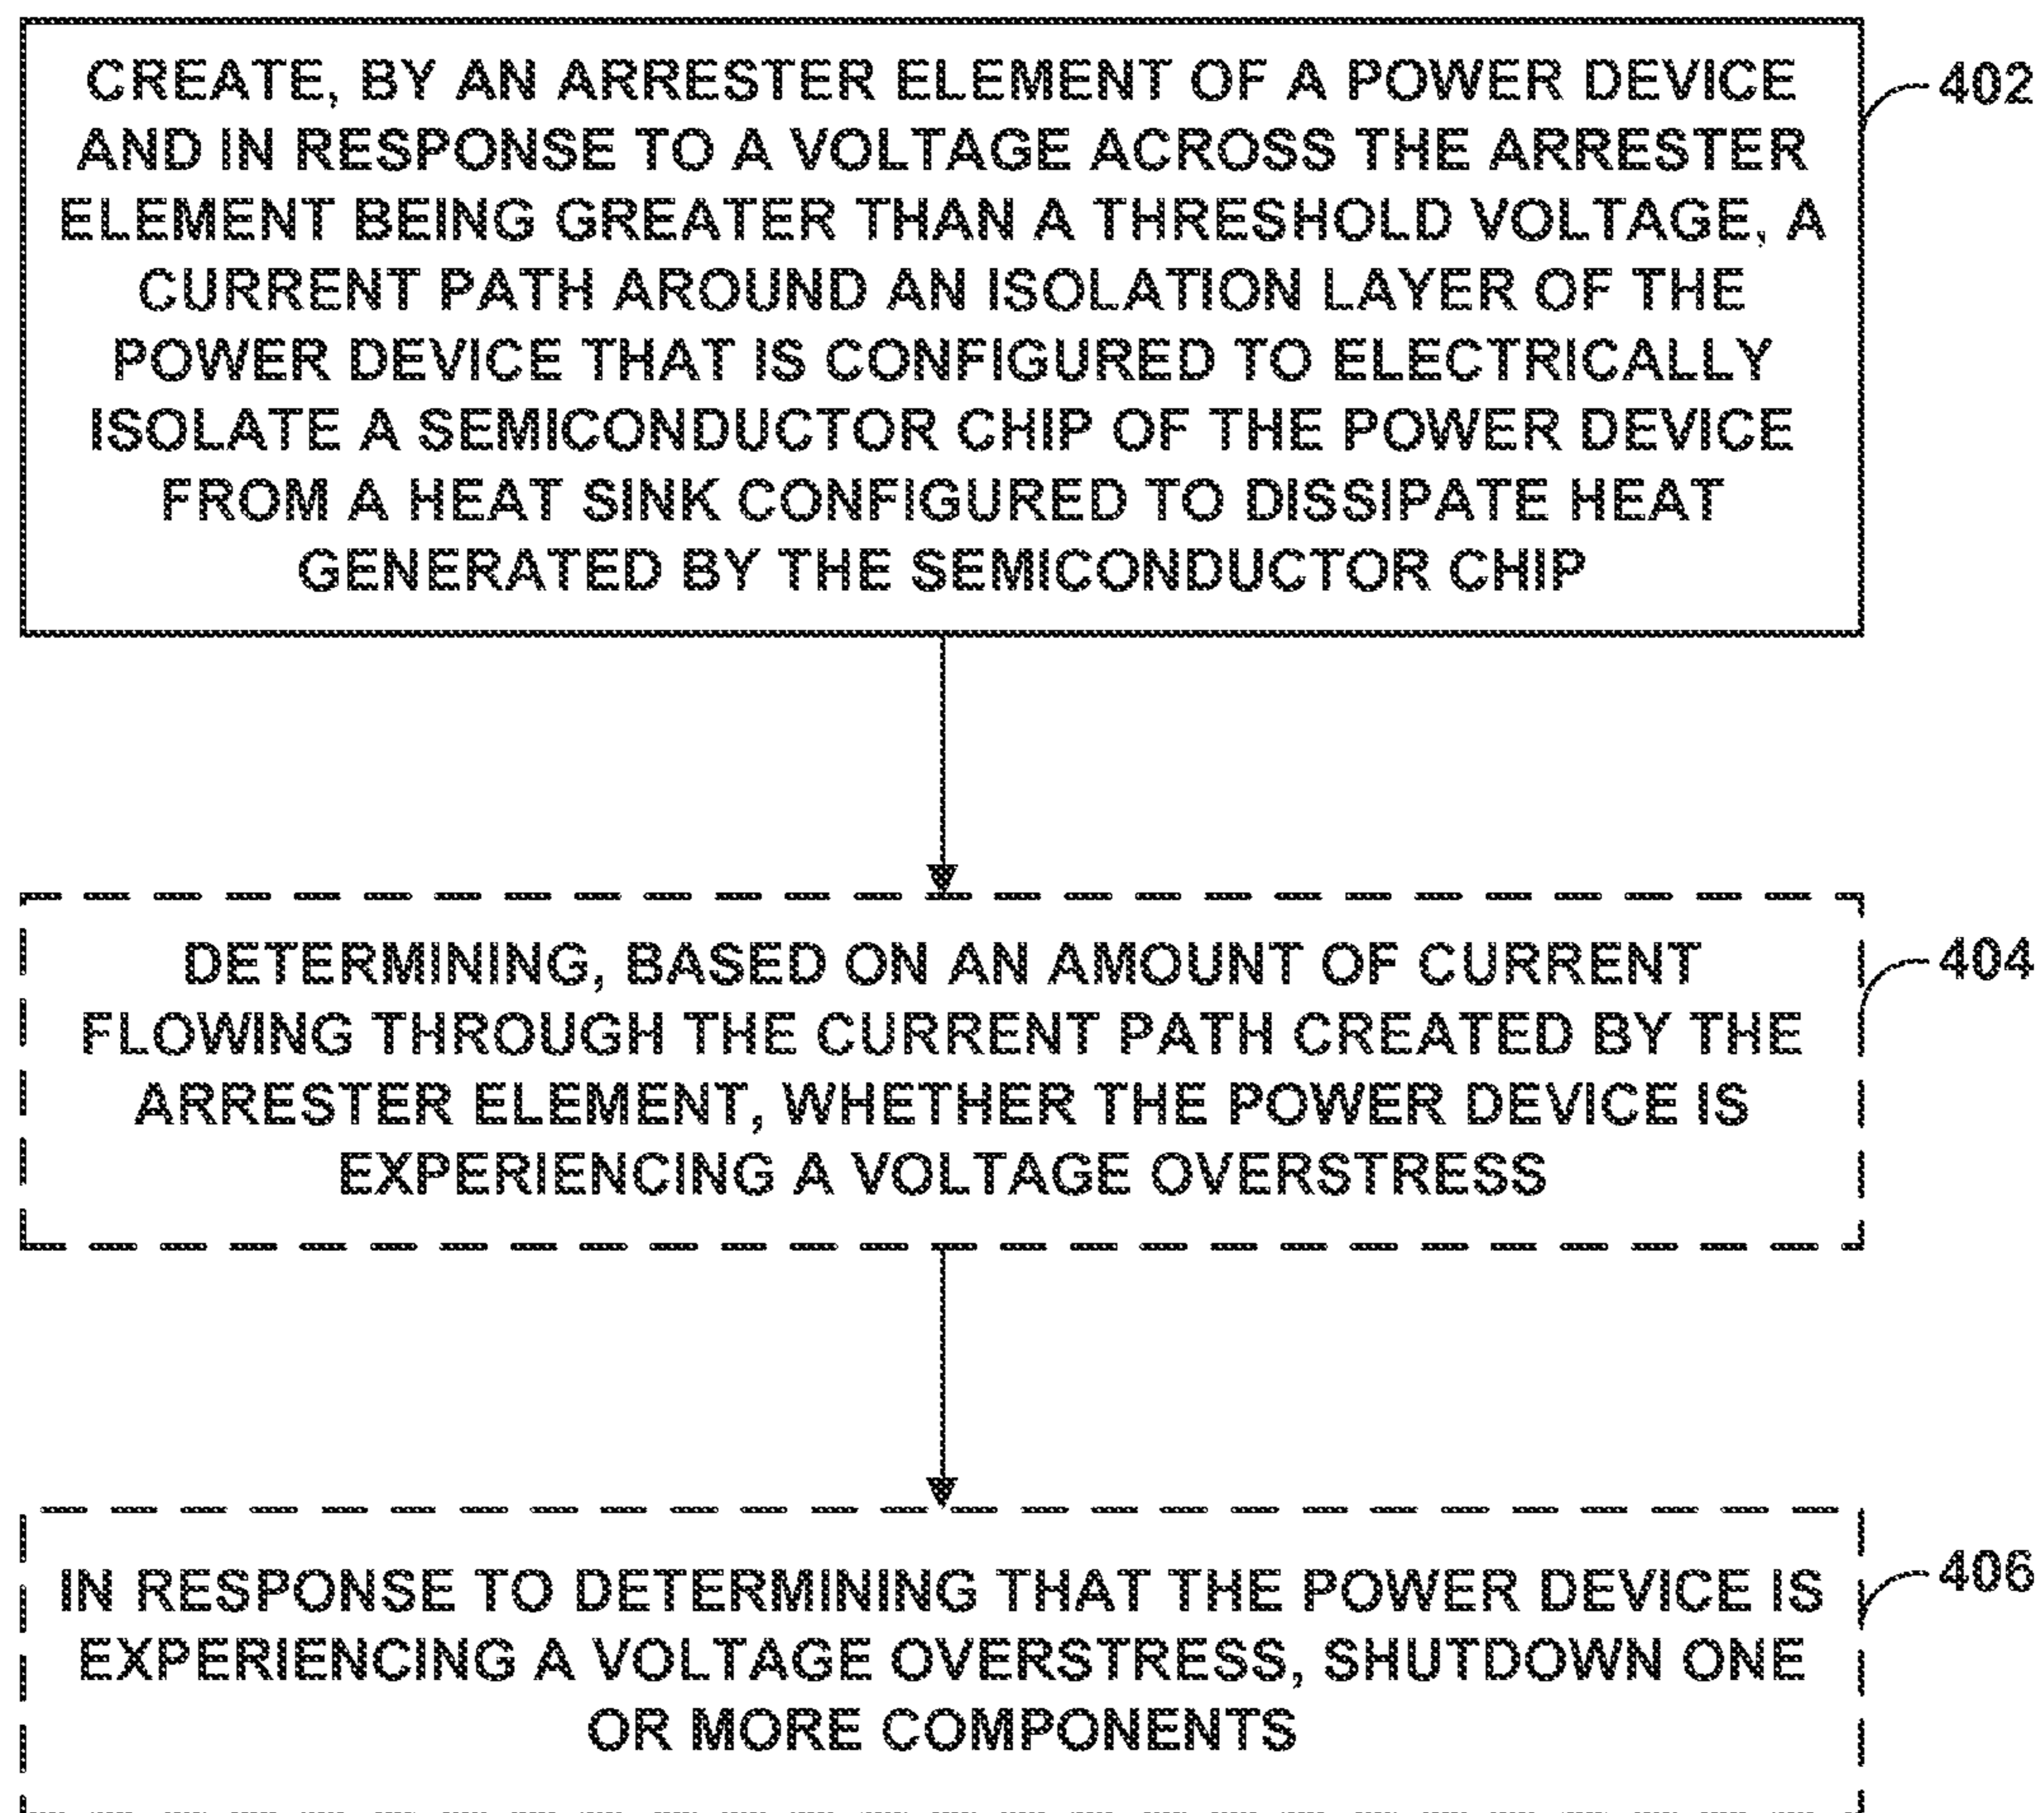 CREATE, BY AN ARRESTER ELEMENT OF A POWER DEVICE
AND IN RESPONSE TO A VOLTAGE ACROSS THE ARRESTER
ELEMENT BEING GREATER THAN A THRESHOLD VOLTAGE, A
CURRENT PATH AROUND AN ISOLATION LAYER OF THE
POWER DEVICE THAT IS CONFIGURED TO ELECTRICALLY
ISOLATE A SEMICONDUCTOR CHIP OF THE POWER DEVICE
FROM A HEAT SINK CONFIGURED TO DISSIPATE HEAT
GENERATED BY THE SEMICONDUCTOR CHIP
402
DETERMINING, BASED ON AN AMOUNT OF CURRENT
FLOWING THROUGH THE CURRENT PATH CREATED BY THE
ARRESTER ELEMENT, WHETHER THE POWER DEVICE IS
EXPERIENCING A VOLTAGE OVERSTRESS
404
IN RESPONSE TO DETERMINING THAT THE POWER DEVICE IS
EXPERIENCING A VOLTAGE OVERSTRESS, SHUTDOWN ONE
OR MORE COMPONENTS
406